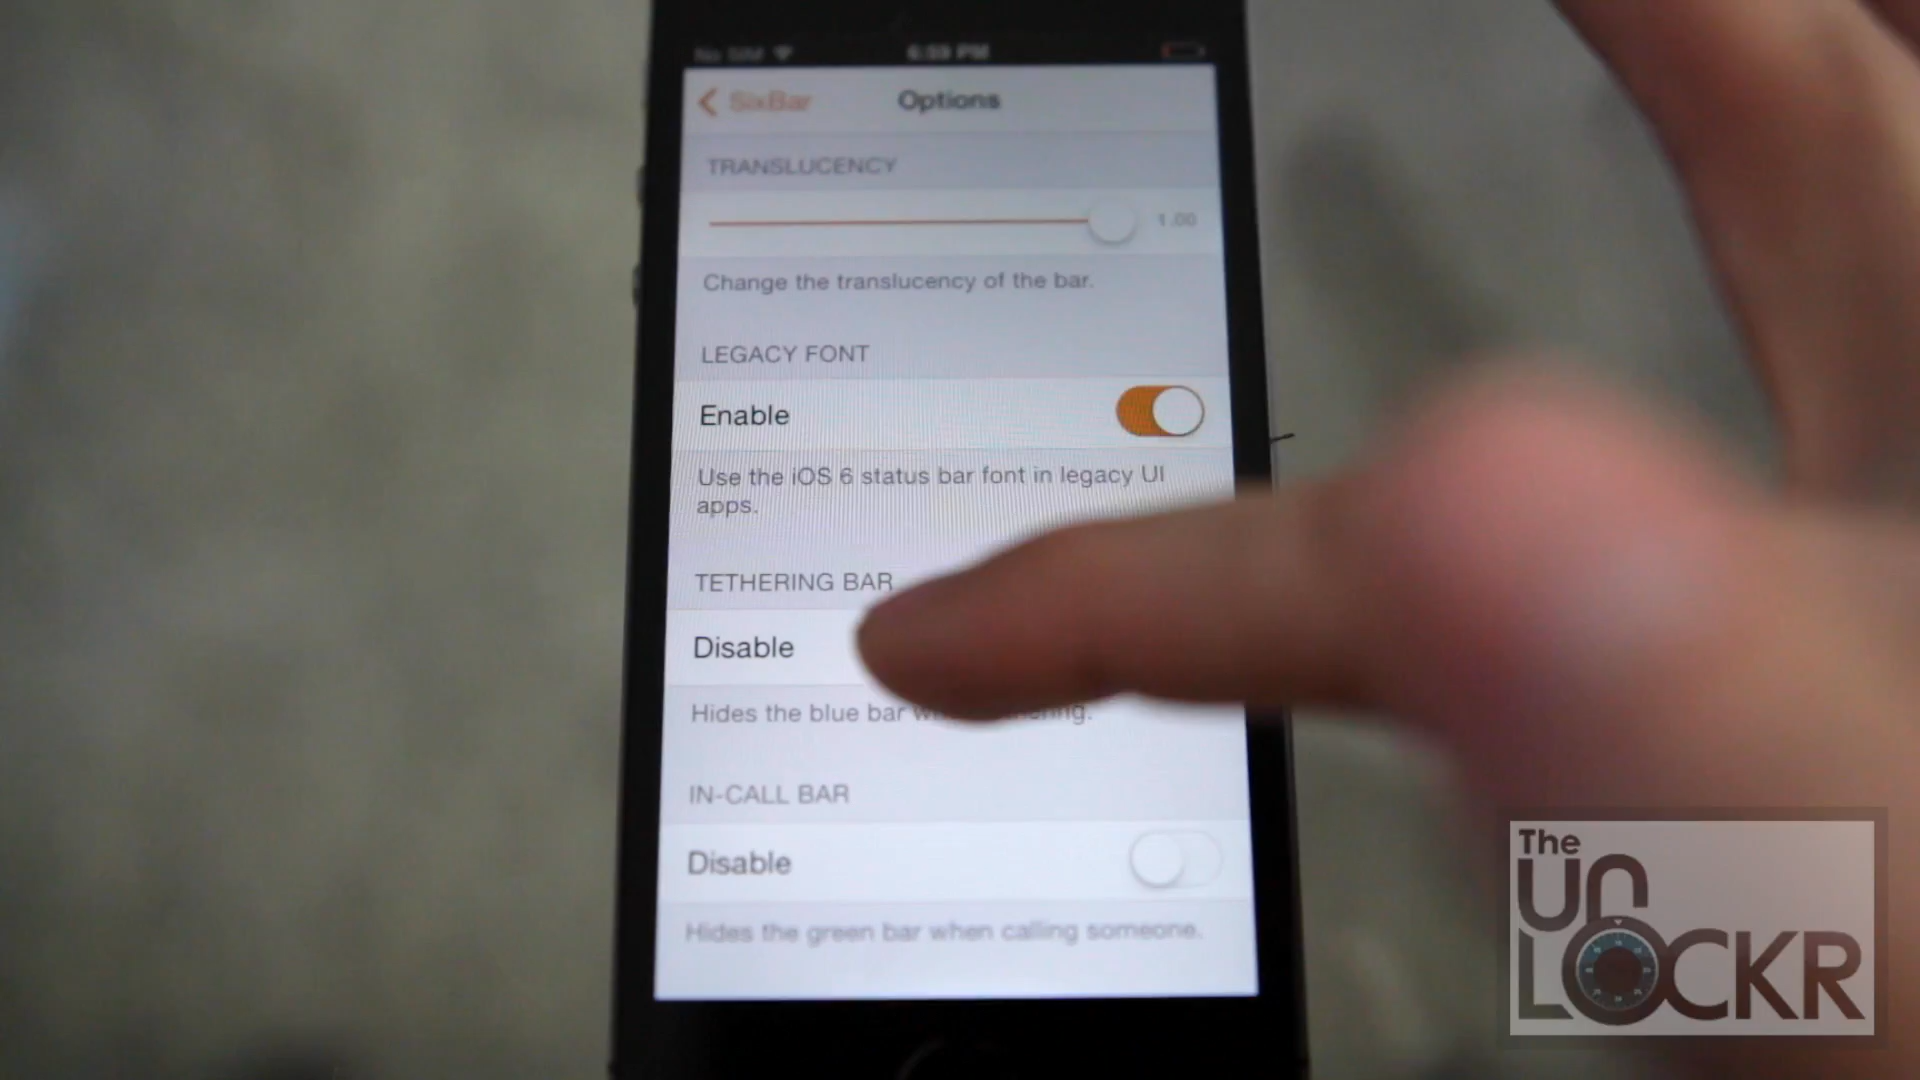 No SIM
6:59 PM
SixBar
Options
TRANSLUCENCY
1.00
Change the translucency of the bar.
LEGACY FONT
Enable
Use the iOS 6 status bar font in legacy UI
apps.
TETHERING BAR
Disable
Hides the blue bar
IN-CALL BAR
Disable
Hides the green bar when calling someone.
The
UnLOCKR